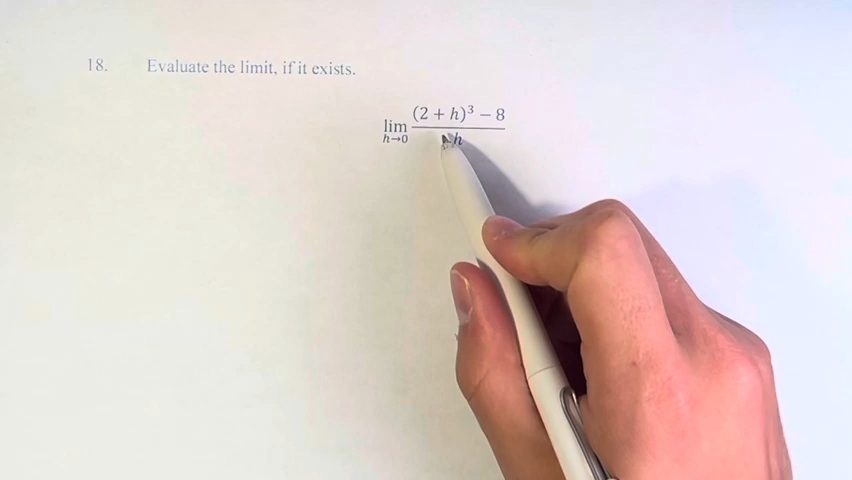 18. Evaluate the limit, if it exists.
(2 + h)³ − 8
lim
h→0 h